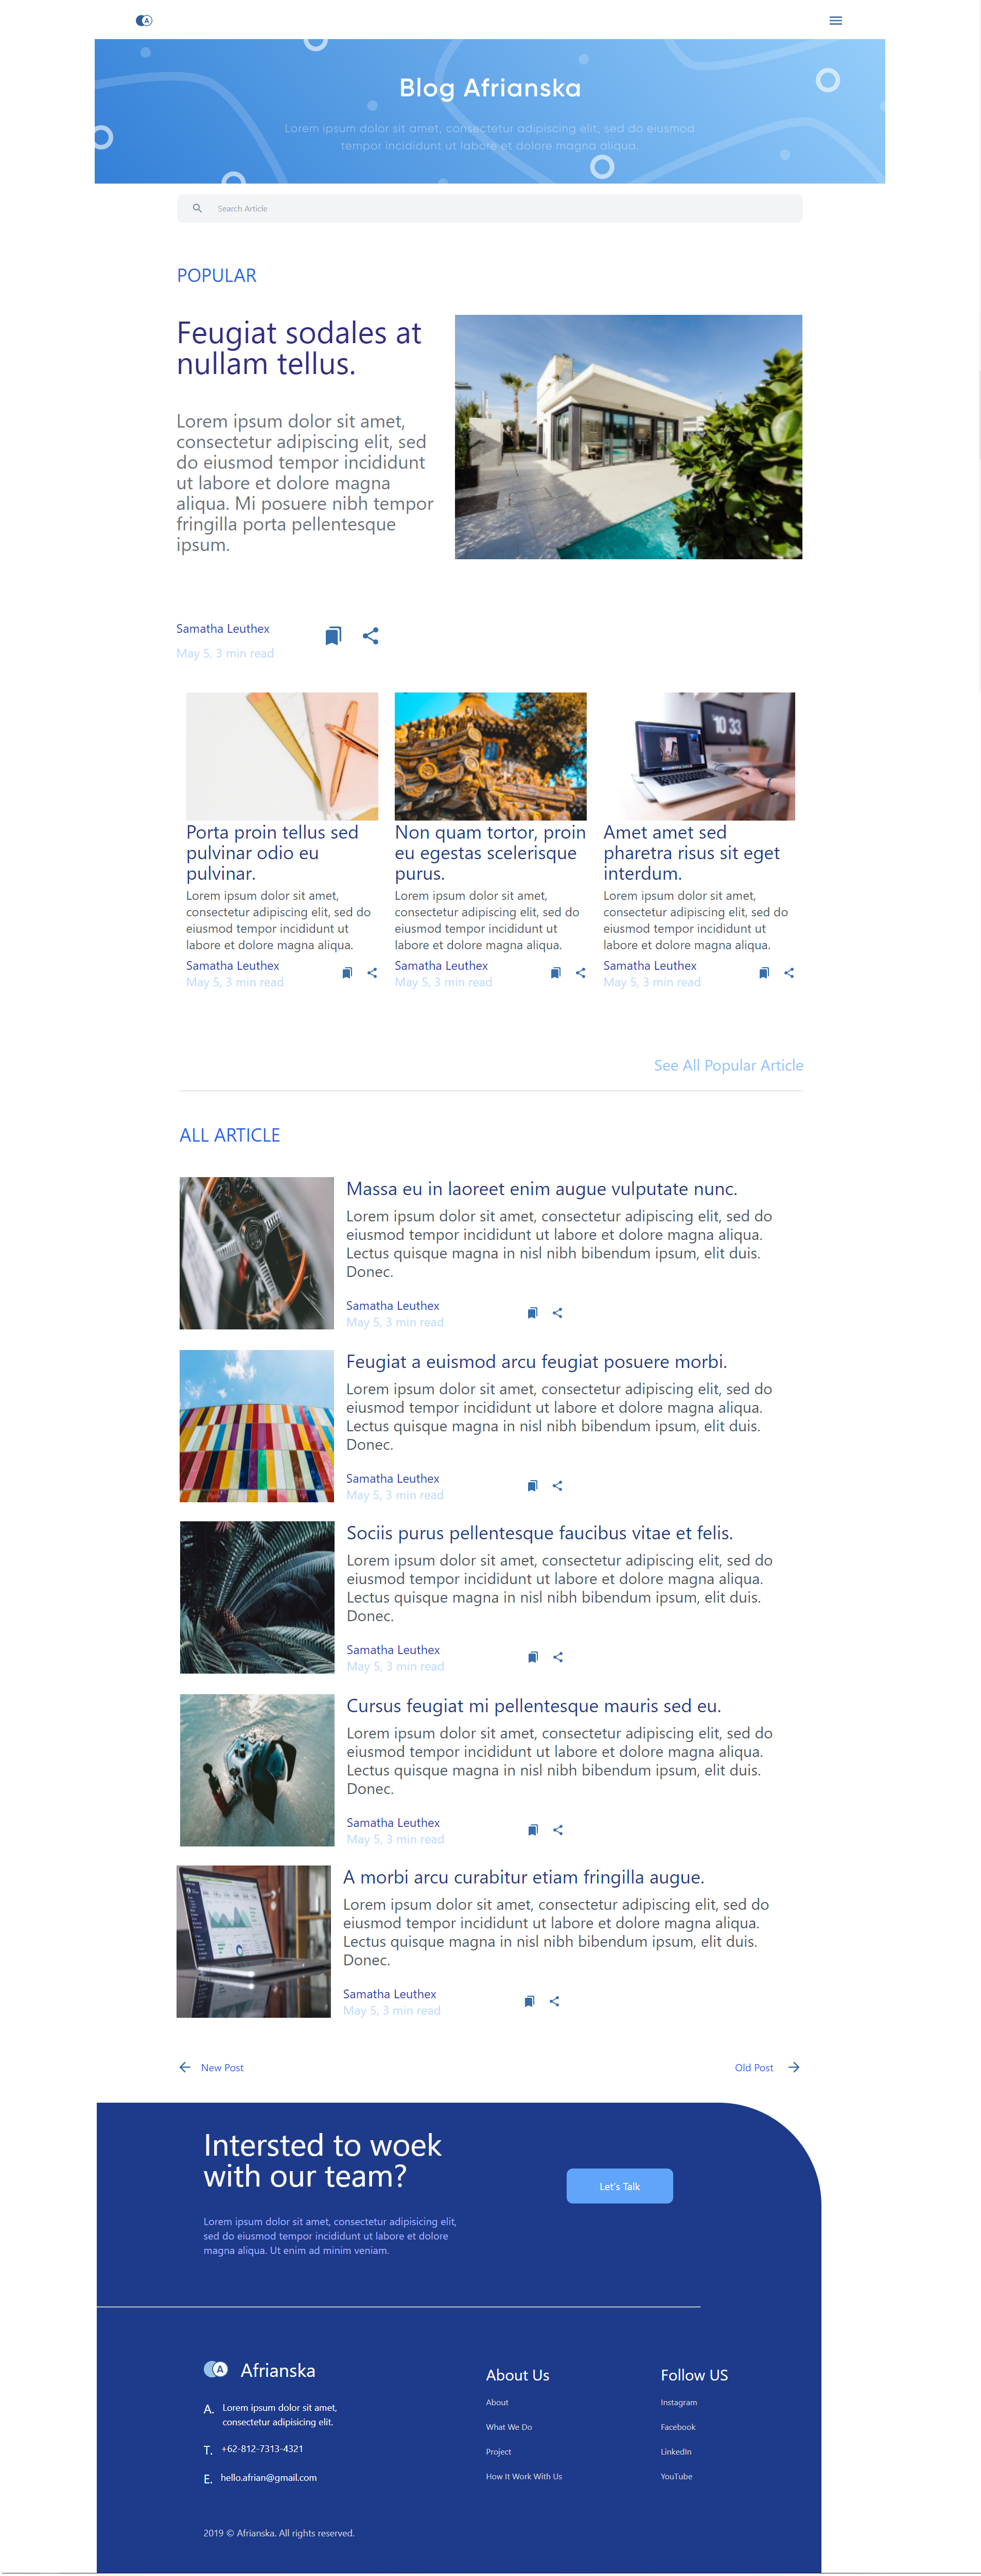 A
Blog Afrianska
Lorem ipsum dolor sit amet, consectetur adipiscing elit, sed do eiusmod
tempor incididunt ut labore et dolore magna aliqua.
Search Article
POPULAR
Feugiat sodales at
nullam tellus.
Lorem ipsum dolor sit amet,
consectetur adipiscing elit, sed
do eiusmod tempor incididunt
ut labore et dolore magna
aliqua. Mi posuere nibh tempor
fringilla porta pellentesque
ipsum.
Samatha Leuthex
May 5, 3 min read
10 33
Porta proin tellus sed
pulvinar odio eu
pulvinar.
Lorem ipsum dolor sit amet,
consectetur adipiscing elit, sed do
eiusmod tempor incididunt ut
labore et dolore magna aliqua.
Samatha Leuthex
May 5, 3 min read
Non quam tortor, proin
eu egestas scelerisque
purus.
Lorem ipsum dolor sit amet,
consectetur adipiscing elit, sed do
eiusmod tempor incididunt ut
labore et dolore magna aliqua.
Samatha Leuthex
May 5, 3 min read
Amet amet sed
pharetra risus sit eget
interdum.
Lorem ipsum dolor sit amet,
consectetur adipiscing elit, sed do
eiusmod tempor incididunt ut
labore et dolore magna aliqua.
Samatha Leuthex
May 5, 3 min read
See All Popular Article
ALL ARTICLE
Massa eu in laoreet enim augue vulputate nunc.
Lorem ipsum dolor sit amet, consectetur adipiscing elit, sed do
eiusmod tempor incididunt ut labore et dolore magna aliqua.
Lectus quisque magna in nisl nibh bibendum ipsum, elit duis.
Donec.
Samatha Leuthex
May 5, 3 min read
Feugiat a euismod arcu feugiat posuere morbi.
Lorem ipsum dolor sit amet, consectetur adipiscing elit, sed do
eiusmod tempor incididunt ut labore et dolore magna aliqua.
Lectus quisque magna in nisl nibh bibendum ipsum, elit duis.
Donec.
Samatha Leuthex
May 5, 3 min read
Sociis purus pellentesque faucibus vitae et felis.
Lorem ipsum dolor sit amet, consectetur adipiscing elit, sed do
eiusmod tempor incididunt ut labore et dolore magna aliqua.
Lectus quisque magna in nisl nibh bibendum ipsum, elit duis.
Donec.
Samatha Leuthex
May 5, 3 min read
Cursus feugiat mi pellentesque mauris sed eu.
Lorem ipsum dolor sit amet, consectetur adipiscing elit, sed do
eiusmod tempor incididunt ut labore et dolore magna aliqua.
Lectus quisque magna in nisl nibh bibendum ipsum, elit duis.
Donec.
Samatha Leuthex
May 5, 3 min read
A morbi arcu curabitur etiam fringilla augue.
Lorem ipsum dolor sit amet, consectetur adipiscing elit, sed do
eiusmod tempor incididunt ut labore et dolore magna aliqua.
Lectus quisque magna in nisl nibh bibendum ipsum, elit duis.
Donec.
Samatha Leuthex
May 5, 3 min read
New Post
Old Post
Intersted to woek
with our team?
Let's Talk
Lorem ipsum dolor sit amet, consectetur adipisicing elit,
sed do eiusmod tempor incididunt ut labore et dolore
magna aliqua. Ut enim ad minim veniam.
A Afrianska
A. Lorem ipsum dolor sit amet,
consectetur adipisicing elit.
T. +62-812-7313-4321
E. hello.afrian@gmail.com
About Us
About
What We Do
Project
How It Work With Us
Follow US
Instagram
Facebook
LinkedIn
YouTube
2019 © Afrianska. All rights reserved.